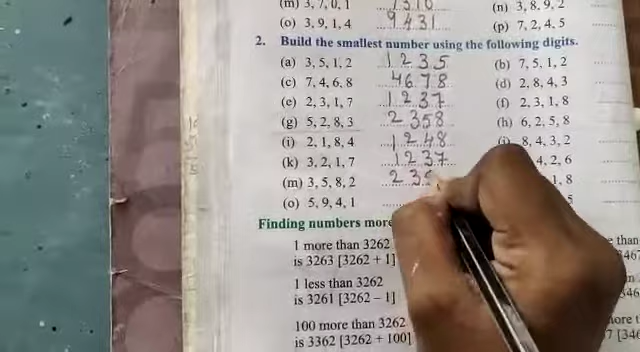 (m) 3, 7, 0, 1 1310 (n) 3, 8, 9, 2
(o) 3, 9, 1, 4 9431 (p) 7, 2, 4, 5
2. Build the smallest number using the following digits.
(a) 3, 5, 1, 2 1235 (b) 7, 5, 1, 2
(c) 7, 4, 6, 8 4678 (d) 2, 8, 4, 3
(e) 2, 3, 1, 7 1237 (f) 2, 3, 1, 8
(g) 5, 2, 8, 3 2358 (h) 6, 2, 5, 8
(i) 2, 1, 8, 4 1248 8, 4, 3, 2
(k) 3, 2, 1, 7 1237 4, 2, 6
(m) 3, 5, 8, 2 235 1, 8
(o) 5, 9, 4, 1 5
Finding numbers more
1 more than 3262 than
is 3263 [3262 + 1]
1 less than 3262
is 3261 [3262 – 1]
100 more than 3262
is 3362 [3262 + 100]